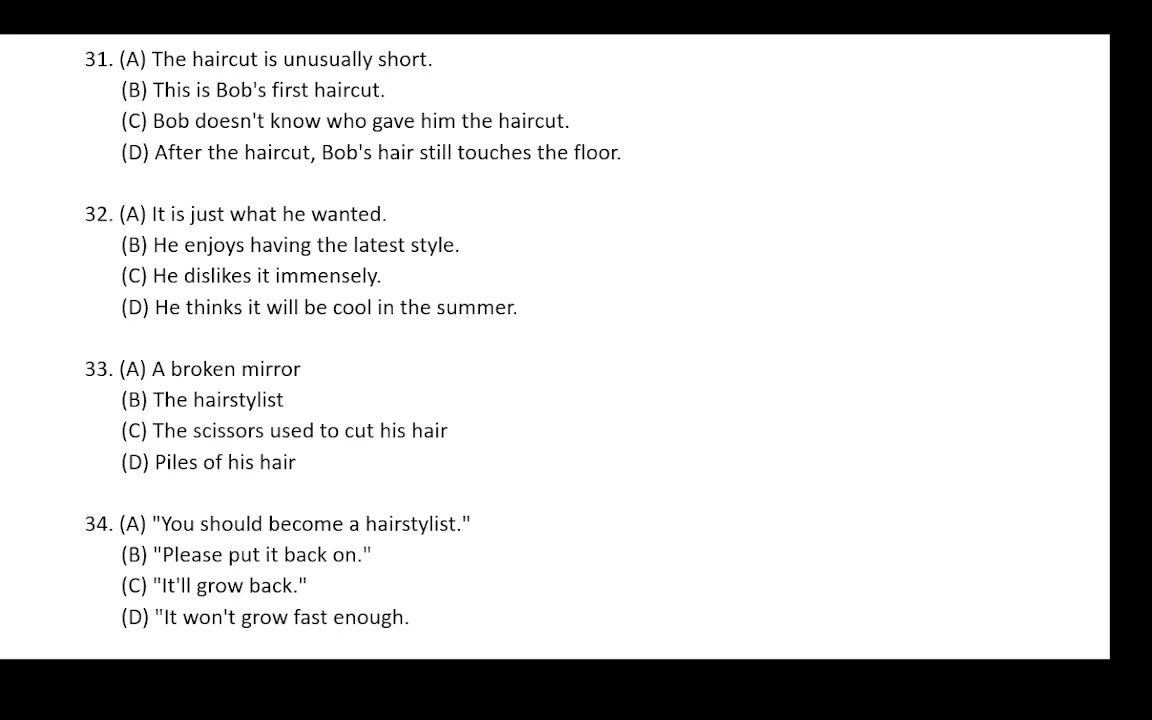 31. (A) The haircut is unusually short.
(B) This is Bob's first haircut.
(C) Bob doesn't know who gave him the haircut.
(D) After the haircut, Bob's hair still touches the floor.
32. (A) It is just what he wanted.
(B) He enjoys having the latest style.
(C) He dislikes it immensely.
(D) He thinks it will be cool in the summer.
33. (A) A broken mirror
(B) The hairstylist
(C) The scissors used to cut his hair
(D) Piles of his hair
34. (A) "You should become a hairstylist."
(B) "Please put it back on."
(C) "It'll grow back."
(D) "It won't grow fast enough.